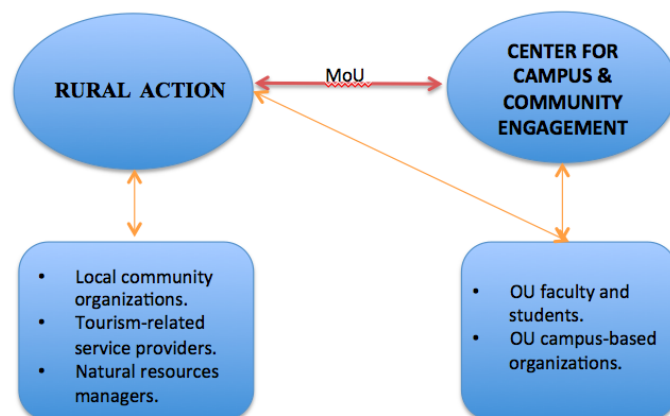 RURAL ACTION
MoU
CENTER FOR
CAMPUS &
COMMUNITY
ENGAGEMENT
• Local community
organizations.
• Tourism-related
service providers.
• Natural resources
managers.
• OU faculty and
students.
• OU campus-based
organizations.